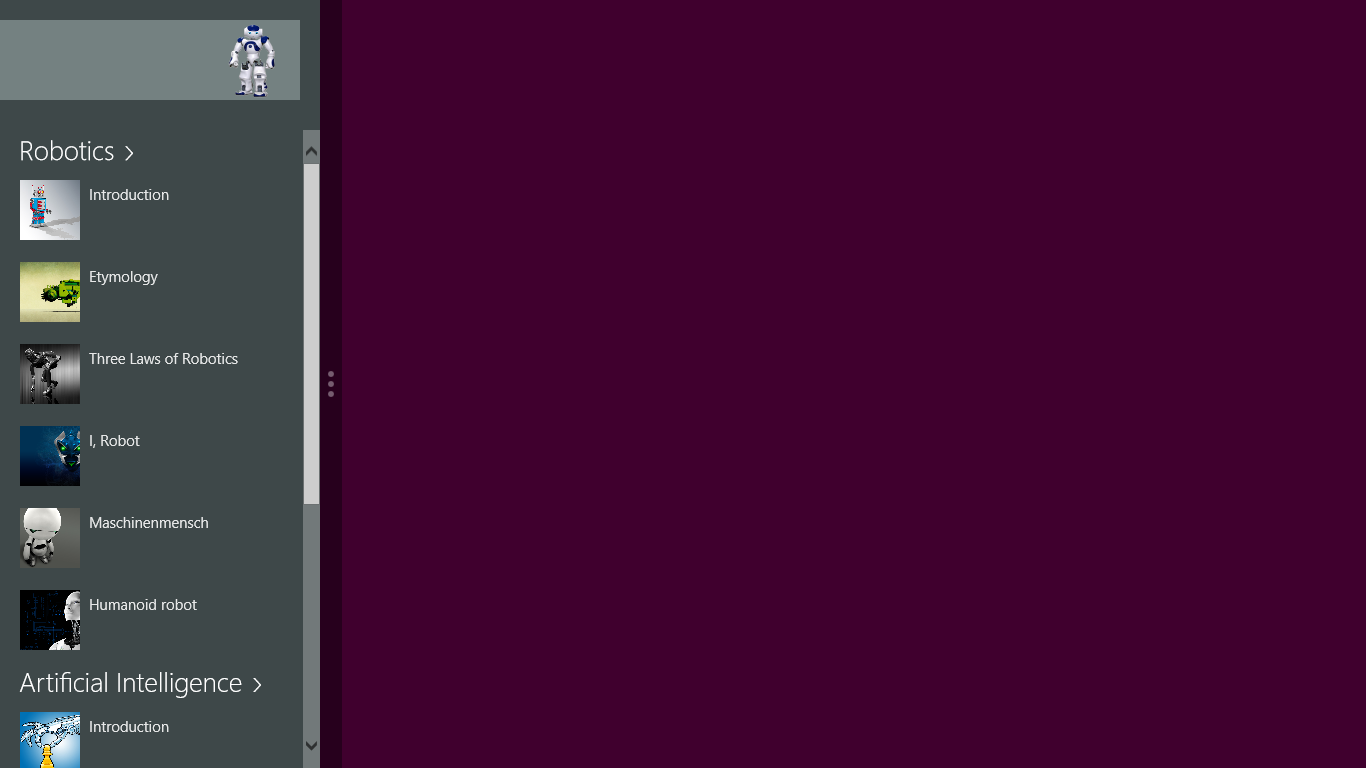 Robotics
Introduction
Etymology
Three Laws of Robotics
I, Robot
Maschinenmensch
Humanoid robot
Artificial Intelligence
Introduction